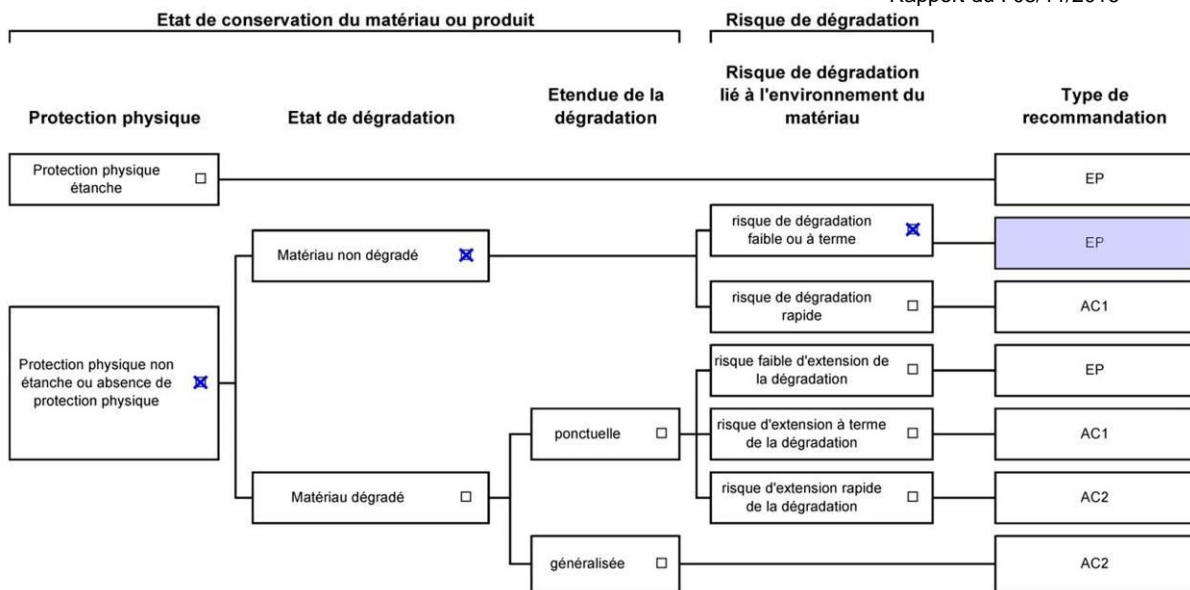 Etat de conservation du matériau ou produit
Risque de dégradation
Protection physique
Etat de dégradation
Etendue de la
dégradation
Risque de dégradation
lié à l'environnement du
matériau
Type de
recommandation
Protection physique
étanche
EP
risque de dégradation
faible ou à terme
EP
Matériau non dégradé
risque de dégradation
rapide
AC1
Protection physique non
étanche ou absence de
protection physique
risque faible d'extension de
la dégradation
EP
ponctuelle
risque d'extension à terme
de la dégradation
AC1
Matériau dégradé
risque d'extension rapide
de la dégradation
AC2
généralisée
AC2